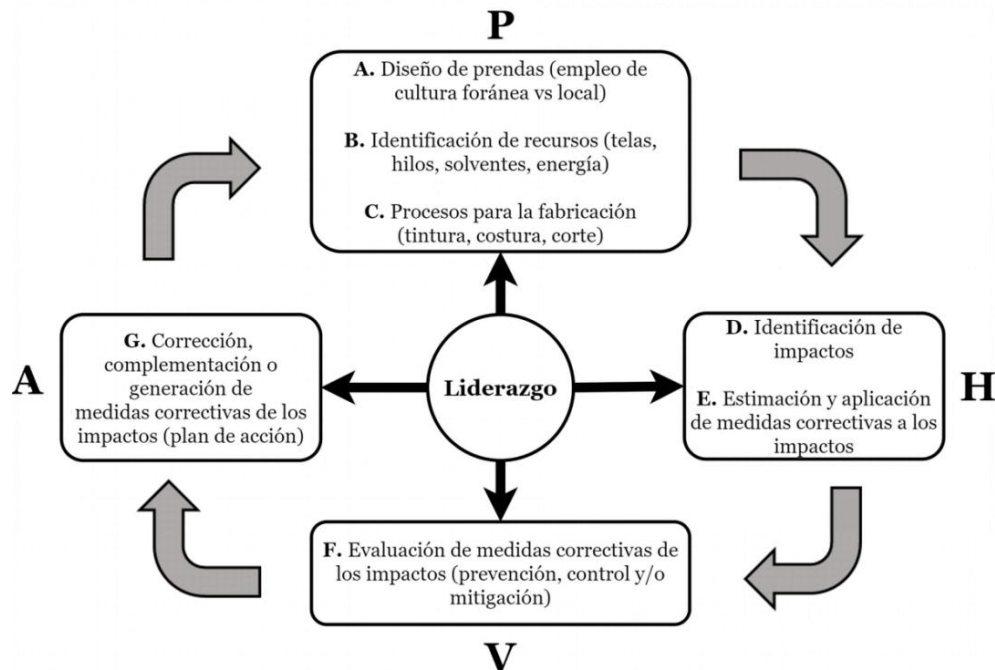 P
A. Diseño de prendas (empleo de
cultura foránea vs local)
B. Identificación de recursos (telas,
hilos, solventes, energía)
C. Procesos para la fabricación
(tintura, costura, corte)
A
G. Corrección,
complementación o
generación de
medidas correctivas de los
impactos (plan de acción)
Liderazgo
D. Identificación de
impactos
E. Estimación y aplicación
de medidas correctivas a los
impactos
H
F. Evaluación de medidas correctivas de
los impactos (prevención, control y/o
mitigación)
V